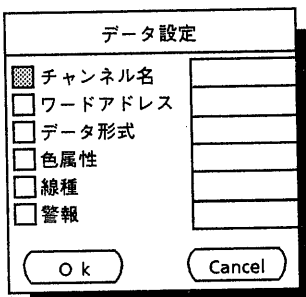 データ設定
チャンネル名
ワードアドレス
データ形式
色属性
線種
警報
Ok Cancel